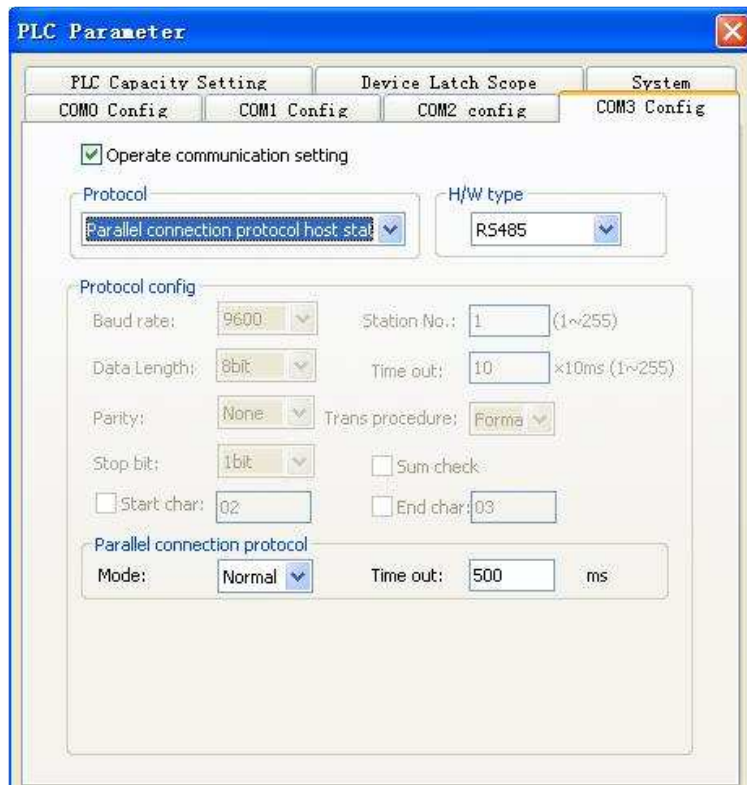 PLC Parameter
PLC Capacity Setting Device Latch Scope System
COM0 Config COM1 Config COM2 config COM3 Config
Operate communication setting
Protocol H/W type
Parallel connection protocol host stat RS485
Protocol config
Baud rate: 9600 Station No.: 1 (1~255)
Data Length: 8bit Time out: 10 ×10ms (1~255)
Parity: None Trans procedure: Forma
Stop bit: 1bit Sum check
Start char: 02 End char: 03
Parallel connection protocol
Mode: Normal Time out: 500 ms